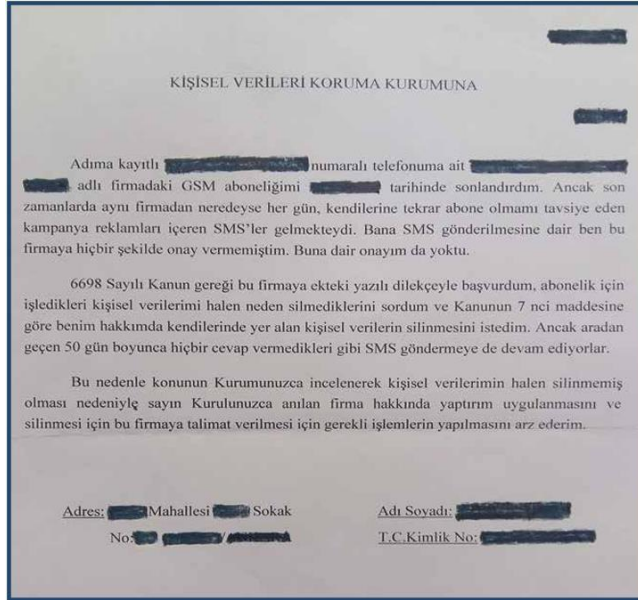 KİŞİSEL VERİLERİ KORUMA KURUMUNA
Adıma kayıtlı numaralı telefonuma ait
adlı firmadaki GSM aboneliğimi tarihinde sonlandırdım. Ancak son
zamanlarda aynı firmadan neredeyse her gün, kendilerine tekrar abone olmamı tavsiye eden
kampanya reklamları içeren SMS'ler gelmekteydi. Bana SMS gönderilmesine dair ben bu
firmaya hiçbir şekilde onay vermemiştim. Buna dair onayım da yoktu.
6698 Sayılı Kanun gereği bu firmaya ekteki yazılı dilekçeyle başvurdum, abonelik için
işledikleri kişisel verilerimi halen neden silmediklerini sordum ve Kanunun 7 nci maddesine
göre benim hakkımda kendilerinde yer alan kişisel verilerin silinmesini istedim. Ancak aradan
geçen 50 gün boyunca hiçbir cevap vermedikleri gibi SMS göndermeye de devam ediyorlar.
Bu nedenle konunun Kurumunuzca incelenerek kişisel verilerimin halen silinmemiş
olması nedeniyle sayın Kurulunuzca anılan firma hakkında yaptırım uygulanmasını ve
silinmesi için bu firmaya talimat verilmesi için gerekli işlemlerin yapılmasını arz ederim.
Adres: Mahallesi Sokak Adı Soyadı:
No: / T.C.Kimlik No: